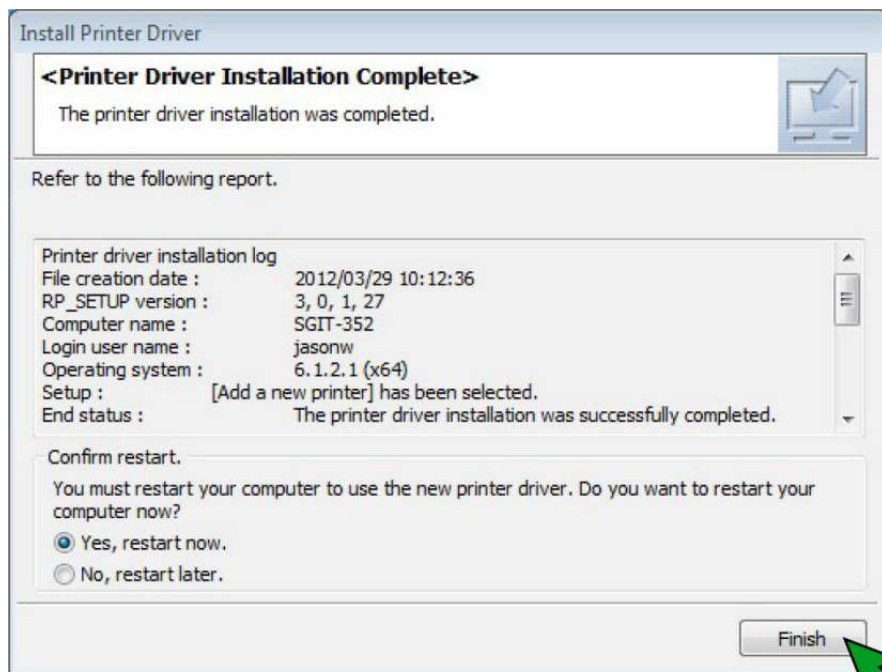 Install Printer Driver
<Printer Driver Installation Complete>
The printer driver installation was completed.
Refer to the following report.
Printer driver installation log
File creation date : 2012/03/29 10:12:36
RP_SETUP version : 3, 0, 1, 27
Computer name : SGIT-352
Login user name : jasonw
Operating system : 6.1.2.1 (x64)
Setup : [Add a new printer] has been selected.
End status : The printer driver installation was successfully completed.
Confirm restart.
You must restart your computer to use the new printer driver. Do you want to restart your
computer now?
Yes, restart now.
No, restart later.
Finish